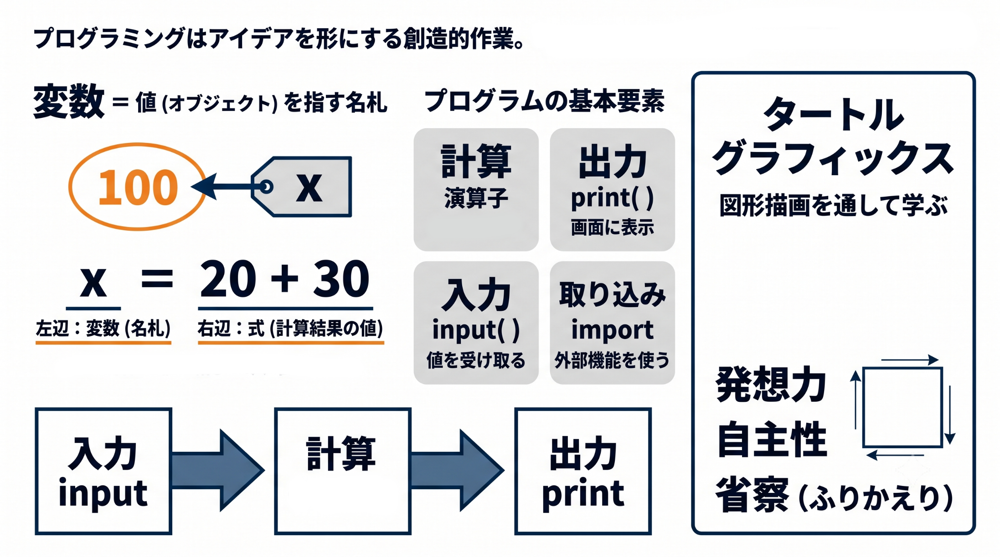 プログラミングはアイデアを形にする創造的作業。
変数 = 値 (オブジェクト) を指す名札
100
x
x = 20 + 30
左辺：変数 (名札)
右辺：式 (計算結果の値)
プログラムの基本要素
計算
演算子
出力
print( )
画面に表示
入力
input( )
値を受け取る
取り込み
import
外部機能を使う
入力
input
計算
出力
print
タートル
グラフィックス
図形描画を通して学ぶ
発想力
自主性
省察 (ふりかえり)